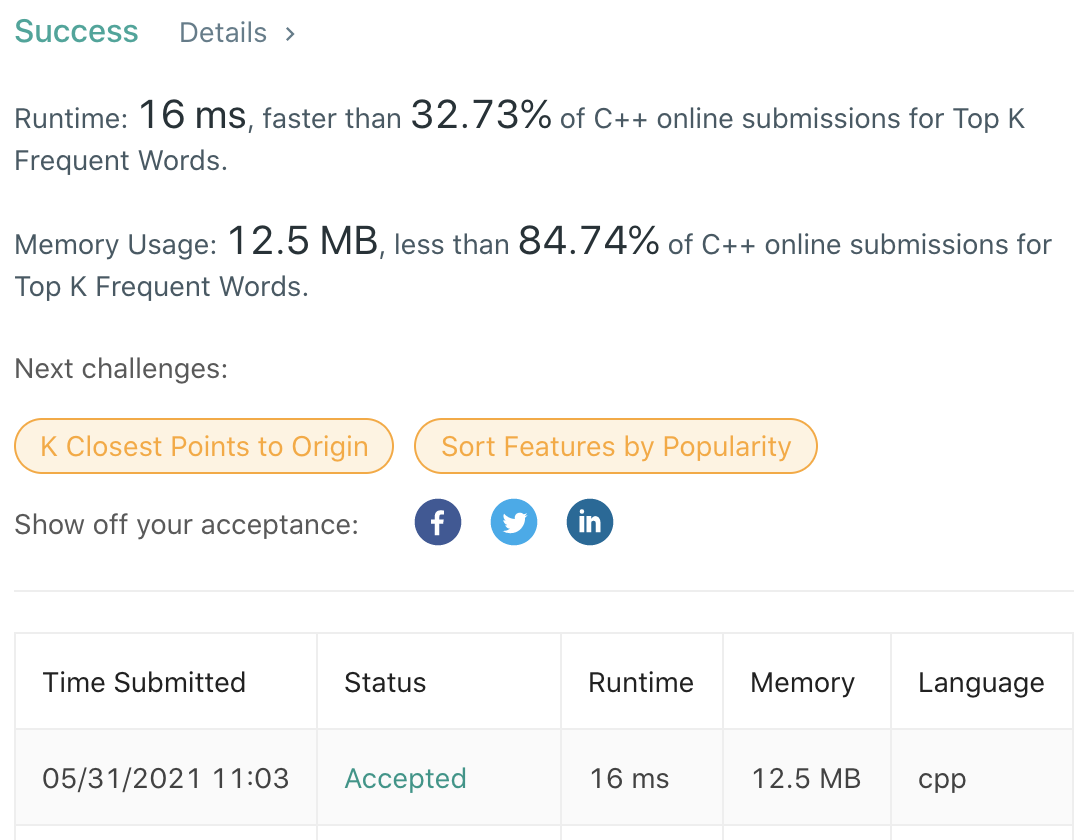 Success Details >
Runtime: 16 ms, faster than 32.73% of C++ online submissions for Top K
Frequent Words.
Memory Usage: 12.5 MB, less than 84.74% of C++ online submissions for
Top K Frequent Words.
Next challenges:
K Closest Points to Origin Sort Features by Popularity
Show off your acceptance: f in
Time Submitted Status Runtime Memory Language
05/31/2021 11:03 Accepted 16 ms 12.5 MB cpp